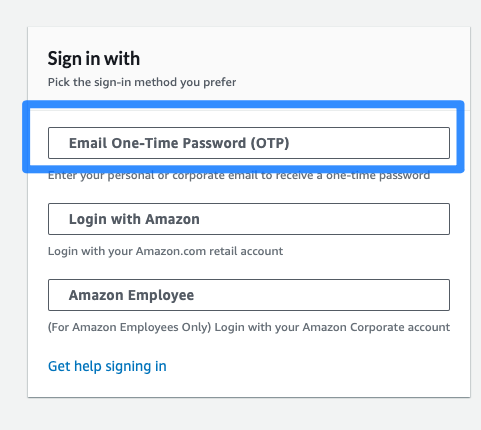 Sign in with
Pick the sign-in method you prefer
Email One-Time Password (OTP)
Enter your personal or corporate email to receive a one-time password
Login with Amazon
Login with your Amazon.com retail account
Amazon Employee
(For Amazon Employees Only) Login with your Amazon Corporate account
Get help signing in